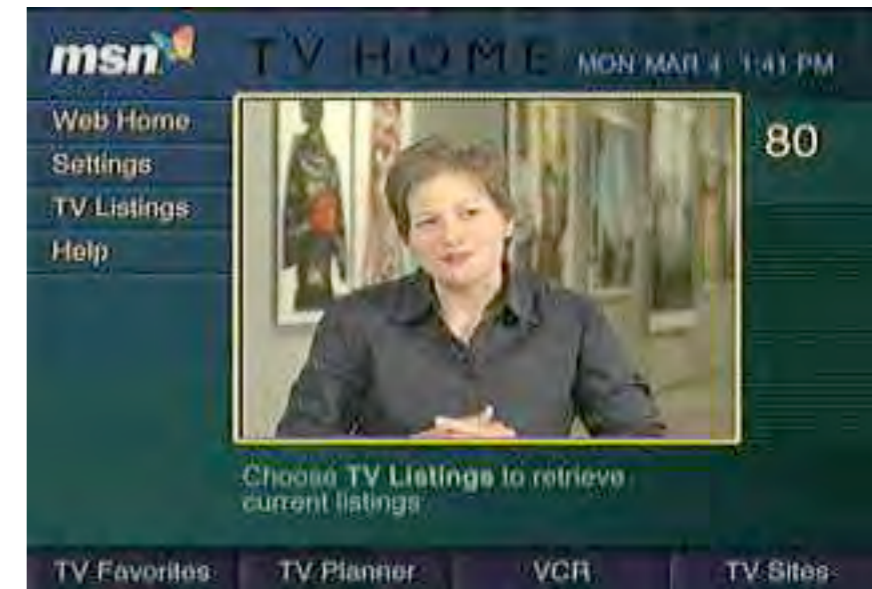 msn
TV HOME
MON MAR 4 1:41 PM
Web Home
Settings
TV Listings
Help
80
Choose TV Listings to retrieve
current listings
TV Favorites
TV Planner
VCR
TV Sites